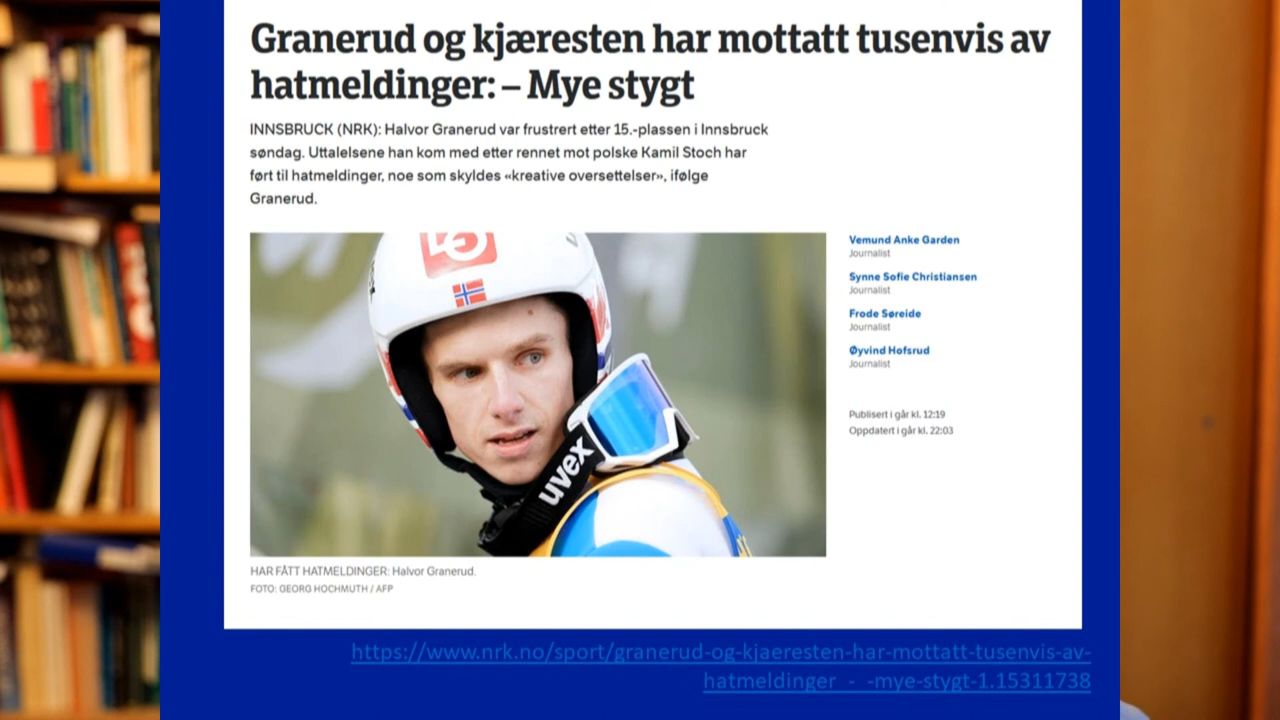 Granerud og kjæresten har mottatt tusenvis av
hatmeldinger: – Mye stygt
INNSBRUCK (NRK): Halvor Granerud var frustrert etter 15.-plassen i Innsbruck
søndag. Uttalelsene han kom med etter rennet mot polske Kamil Stoch har
ført til hatmeldinger, noe som skyldes «kreative oversettelser», ifølge
Granerud.
Vemund Anke Garden
Journalist
Synne Sofie Christiansen
Journalist
Frode Søreide
Journalist
Øyvind Hofsrud
Journalist
Publisert i går kl. 12:19
Oppdatert i går kl. 22:03
uvex
HAR FÅTT HATMELDINGER: Halvor Granerud.
FOTO: GEORG HOCHMUTH / AFP
https://www.nrk.no/sport/granerud-og-kjaeresten-har-mottatt-tusenvis-av-
hatmeldinger_-_-mye-stygt-1.15311738